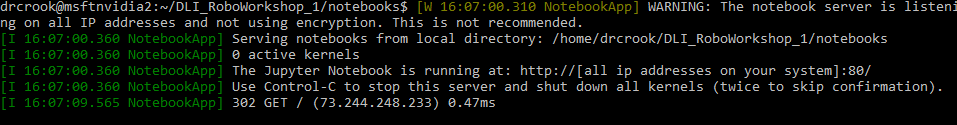 drcrook@msftnvidia2:~/DLI_RoboWorkshop_1/notebooks$ [W 16:07:00.310 NotebookApp] WARNING: The notebook server is listeni
ng on all IP addresses and not using encryption. This is not recommended.
[I 16:07:00.360 NotebookApp] Serving notebooks from local directory: /home/drcrook/DLI_RoboWorkshop_1/notebooks
[I 16:07:00.360 NotebookApp] 0 active kernels
[I 16:07:00.360 NotebookApp] The Jupyter Notebook is running at: http://[all ip addresses on your system]:80/
[I 16:07:00.360 NotebookApp] Use Control-C to stop this server and shut down all kernels (twice to skip confirmation).
[I 16:07:09.565 NotebookApp] 302 GET / (73.244.248.233) 0.47ms